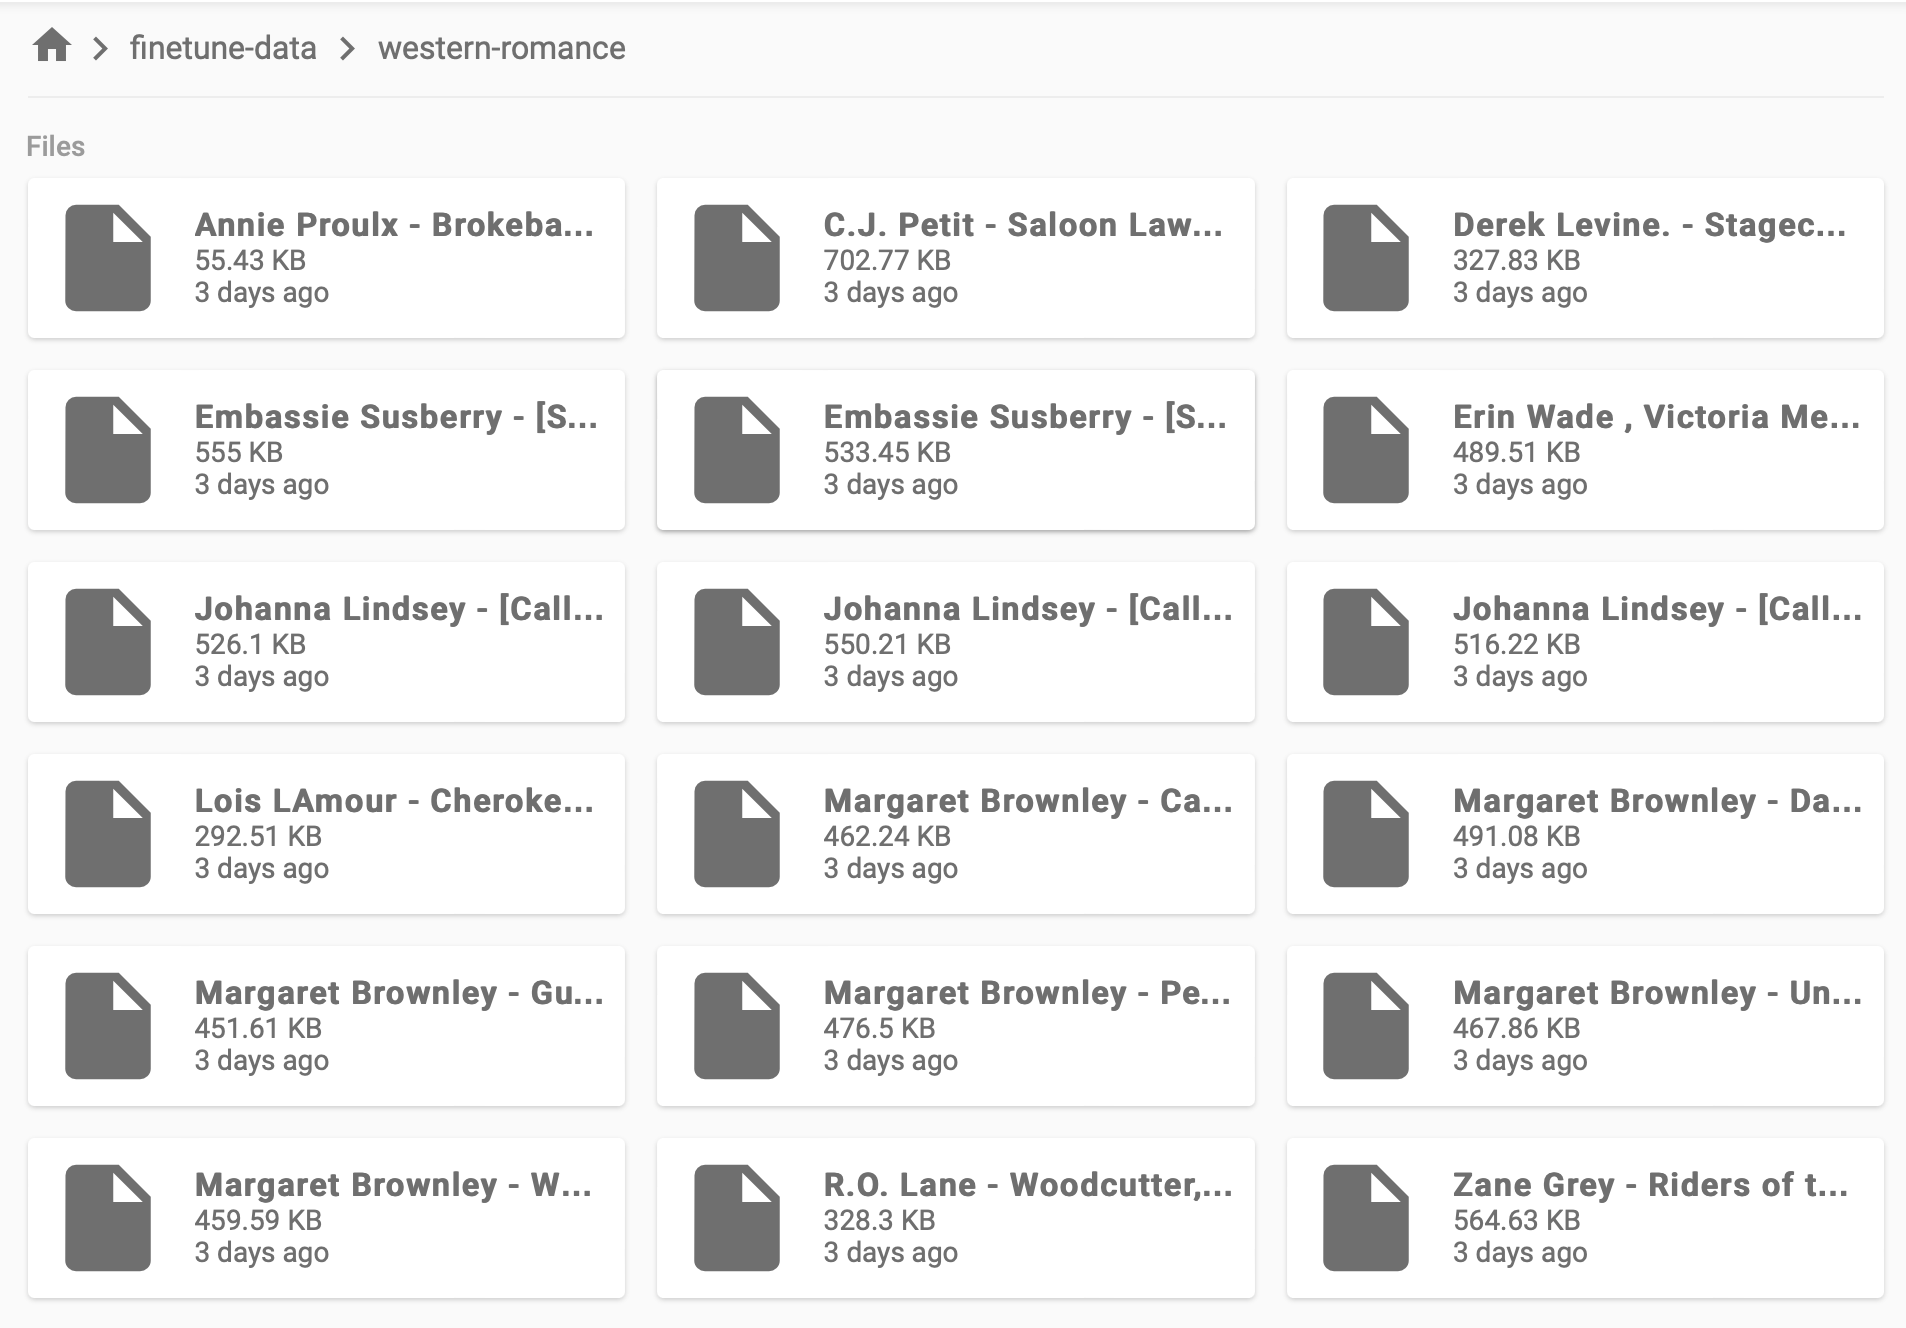 finetune-data > western-romance
Files
Annie Proulx - Brokeba...
55.43 KB
3 days ago
C.J. Petit - Saloon Law...
702.77 KB
3 days ago
Derek Levine. - Stagec...
327.83 KB
3 days ago
Embassie Susberry - [S...
555 KB
3 days ago
Embassie Susberry - [S...
533.45 KB
3 days ago
Erin Wade , Victoria Me...
489.51 KB
3 days ago
Johanna Lindsey - [Call...
526.1 KB
3 days ago
Johanna Lindsey - [Call...
550.21 KB
3 days ago
Johanna Lindsey - [Call...
516.22 KB
3 days ago
Lois LAmour - Cheroke...
292.51 KB
3 days ago
Margaret Brownley - Ca...
462.24 KB
3 days ago
Margaret Brownley - Da...
491.08 KB
3 days ago
Margaret Brownley - Gu...
451.61 KB
3 days ago
Margaret Brownley - Pe...
476.5 KB
3 days ago
Margaret Brownley - Un...
467.86 KB
3 days ago
Margaret Brownley - W...
459.59 KB
3 days ago
R.O. Lane - Woodcutter,...
328.3 KB
3 days ago
Zane Grey - Riders of t...
564.63 KB
3 days ago